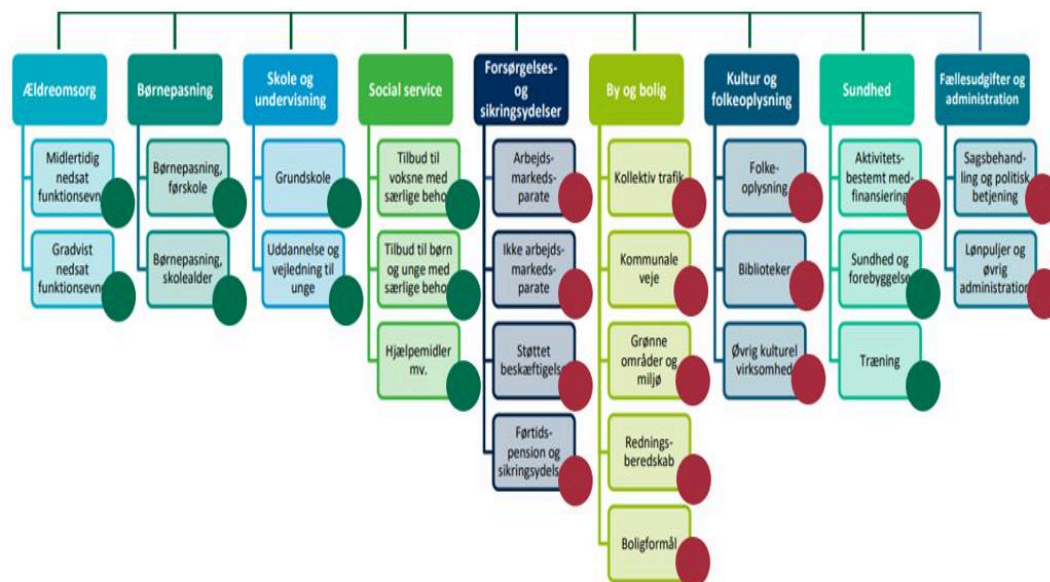 Ældreomsorg
Midlertidig
nedsat
funktionsevn
Gradvist
nedsat
funktionsevn
Børnepasning
Børnepasning,
førskole
Børnepasning,
skolealder
Skole og
undervisning
Grundskole
Uddannelse og
vejledning til
unge
Social service
Tilbud til
voksne med
særlige beho
Tilbud til børn
og unge med
særlige beho
Hjælpemidler
mv.
Forsørgelses-
og
sikringsydelser
Arbejds-
markeds-
parate
Ikke arbejds-
markeds-
parate
Støttet
beskæftigels
Førtids-
pension og
sikringsydels
By og bolig
Kollektiv trafik
Kommunale
veje
Grønne
områder og
miljø
Rednings-
beredskab
Boligformål
Kultur og
folkeoplysning
Folke-
oplysning
Biblioteker
Øvrig kulturel
virksomhed
Sundhed
Aktivitets-
bestemt med-
finansiering
Sundhed og
forebyggelse
Træning
Fællesudgifter og
administration
Sagsbehand-
ling og politisk
betjening
Lønpuljer og
øvrig
administration